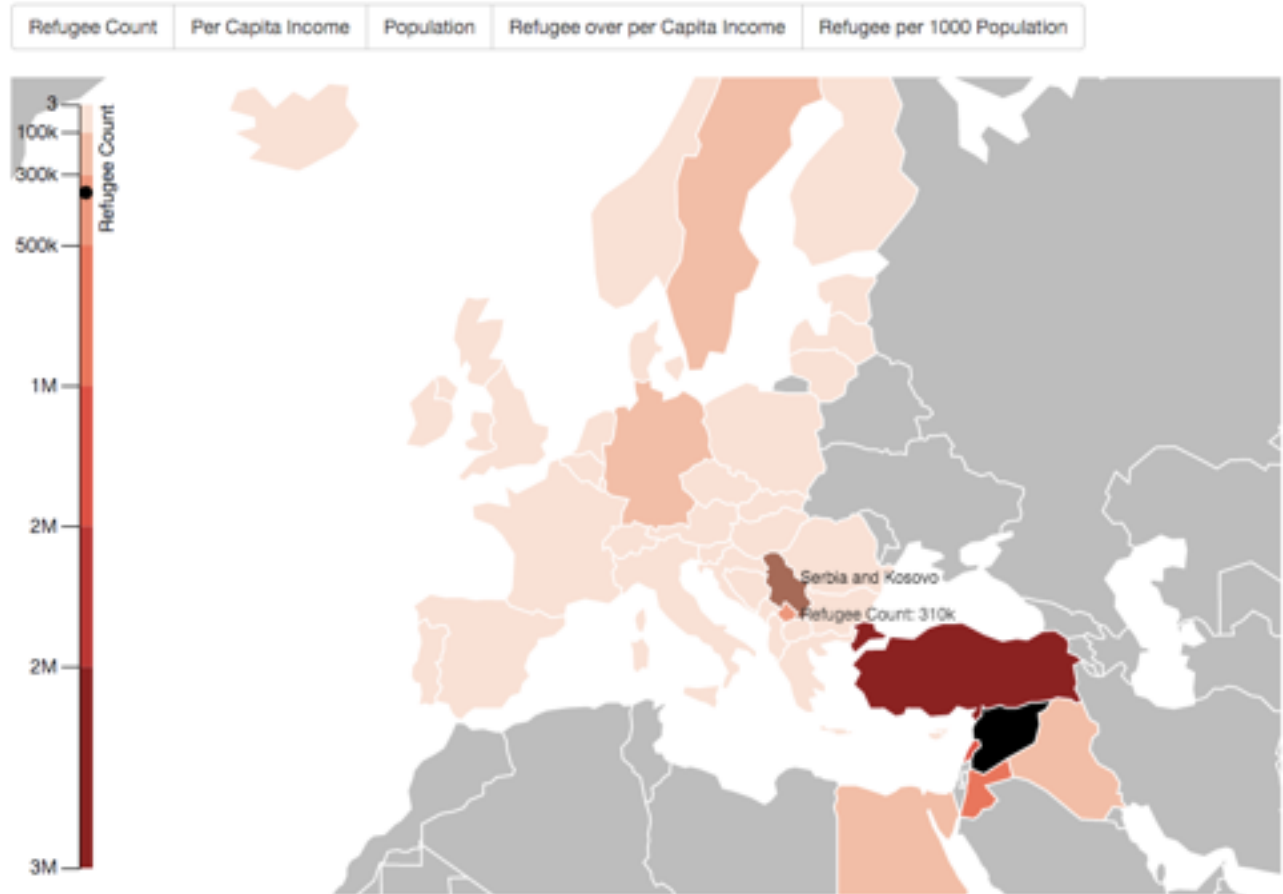 Refugee Count
Per Capita Income
Population
Refugee over per Capita Income
Refugee per 1000 Population
3
100k
300k
500k
1M
2M
2M
3M
Refugee Count
Serbia and Kosovo
Refugee Count: 310k